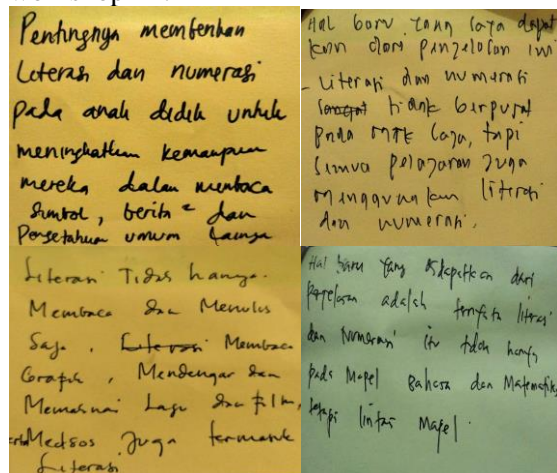 Pentingnya memberikan
Literasi dan numerasi
pada anak didik untuk
meningkatkan kemampuan
mereka dalam membaca
Simbol, berita² dan
Pengetahuan umum lainnya
Hal baru yang saya dapat
kan dari penjelasan ini
- Literasi dan numerasi
tidak berpusat
pada MTK saja, tapi
semua pelajaran juga
menggunakan literasi
dan numerasi.
Literasi Tidak hanya
Membaca dan Menulis
Saja, Literasi Membaca
Grapik, Mendengar dan
Memaknai Lagu dan film,
Medsos Juga termasuk
Literasi
Hal baru yang didapatkan dari
penjelasan adalah ternyata literasi
dan Numerasi itu tidak hanya
pada Mapel Bahasa dan Matematika,
tetapi lintas Mapel.